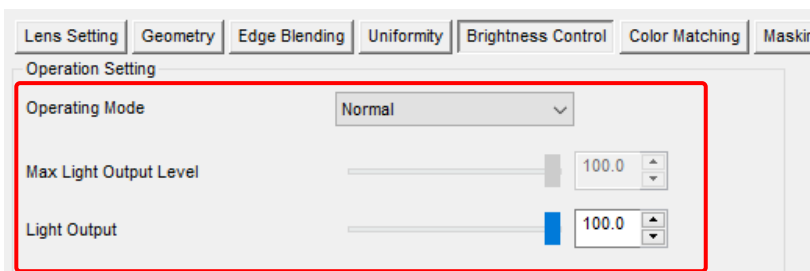 Lens Setting Geometry Edge Blending Uniformity Brightness Control Color Matching
Operation Setting
Operating Mode Normal
Max Light Output Level 100.0
Light Output 100.0